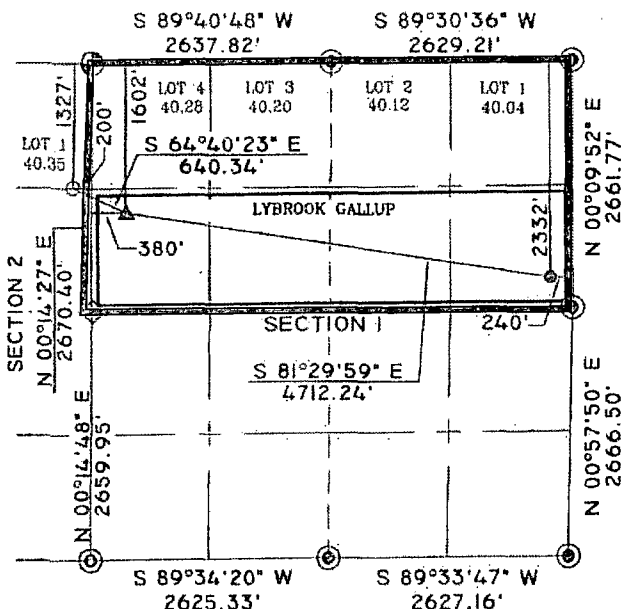 S 89°40'48" W
2637.82'
S 89°30'36" W
2629.21'
1327'
1602'
200'
LOT 4
40.28
LOT 3
40.20
LOT 2
40.12
LOT 1
40.04
LOT 1
40.35
S 64°40'23" E
640.34'
N 00°09'52" E
2661.77'
LYBROOK GALLUP
2332'
380'
SECTION 2
N 00°14'27" E
2670.40'
SECTION 1
240'
S 81°29'59" E
4712.24'
N 00°14'48" E
2659.95'
N 00°57'50" E
2666.50'
S 89°34'20" W
2625.33'
S 89°33'47" W
2627.16'